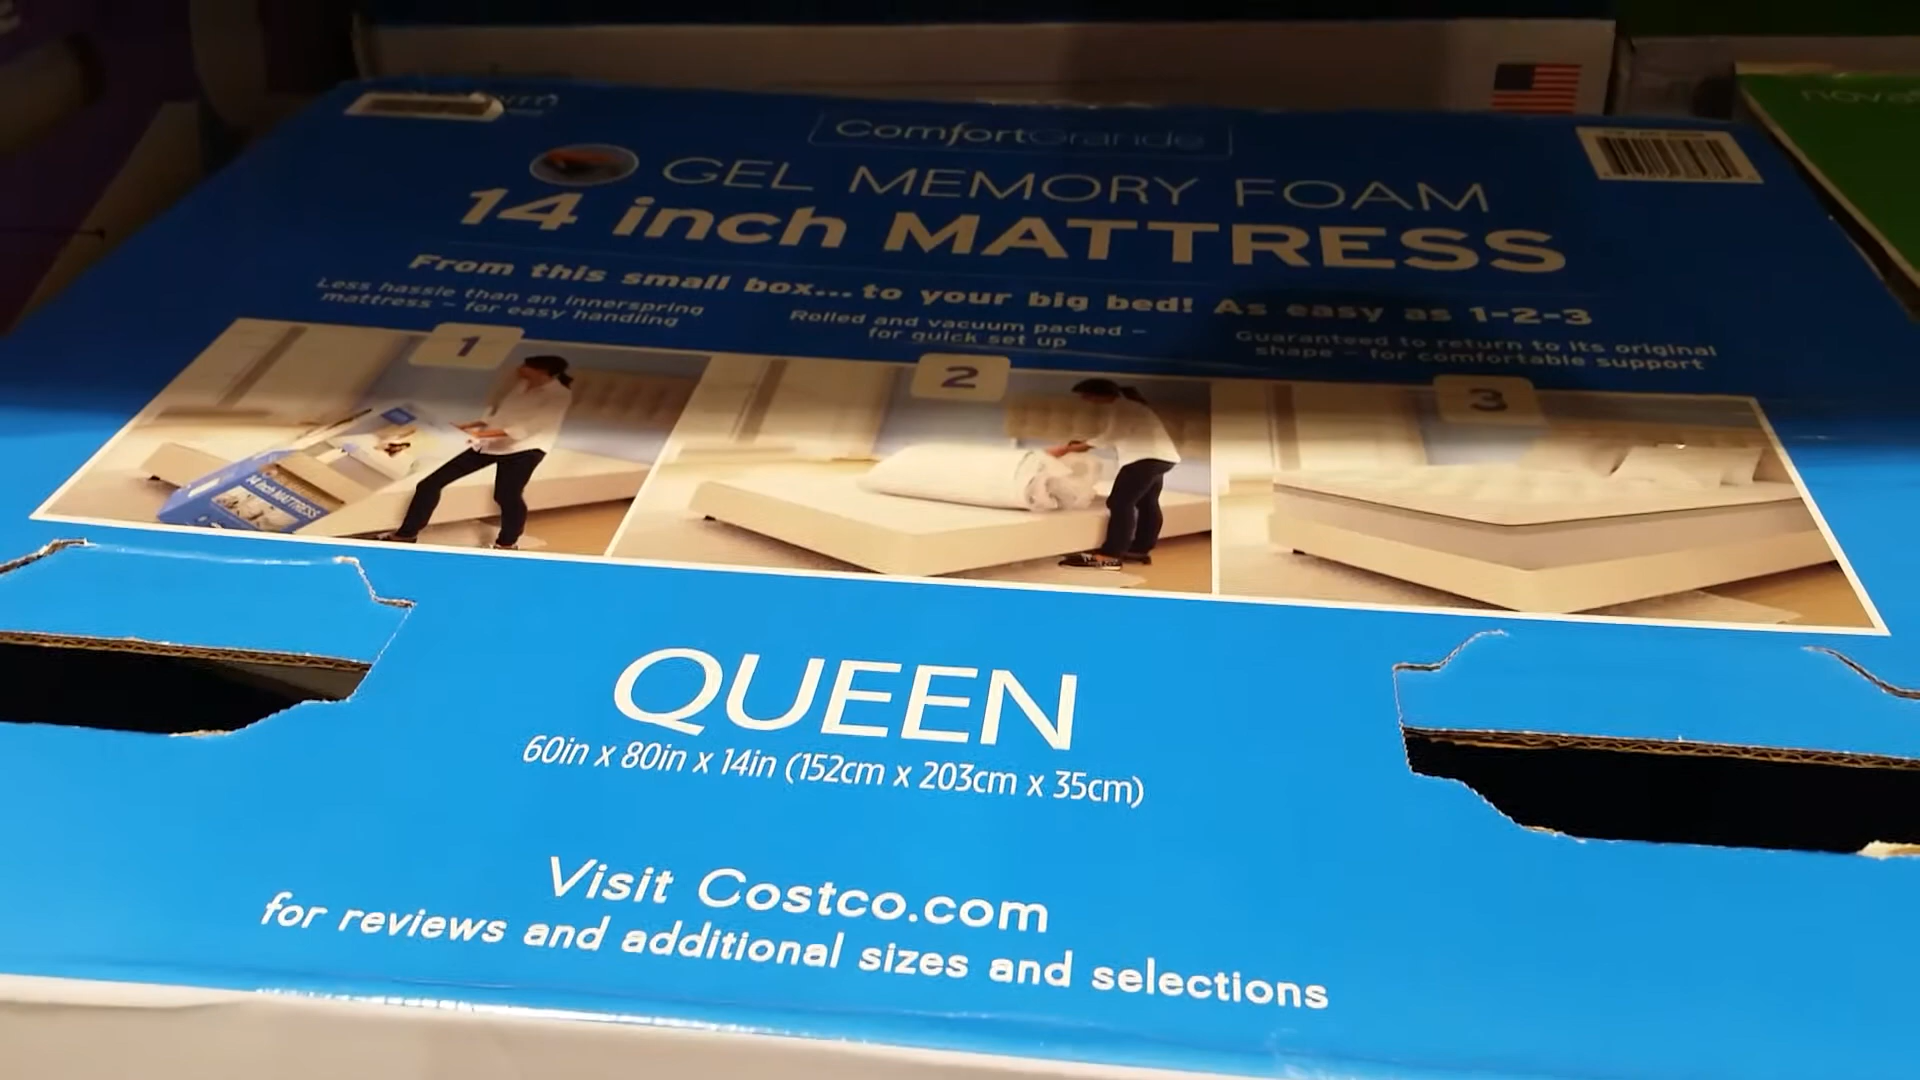 nova
ComfortGrande
GEL MEMORY FOAM
14 inch MATTRESS
From this small box... to your big bed! As easy as 1-2-3
Less hassle than an innerspring
mattress – for easy handling
Rolled and vacuum packed –
for quick set up
Guaranteed to return to its original
shape – for comfortable support
1
2
3
14 inch MATTRESS
QUEEN
60in x 80in x 14in (152cm x 203cm x 35cm)
Visit Costco.com
for reviews and additional sizes and selections